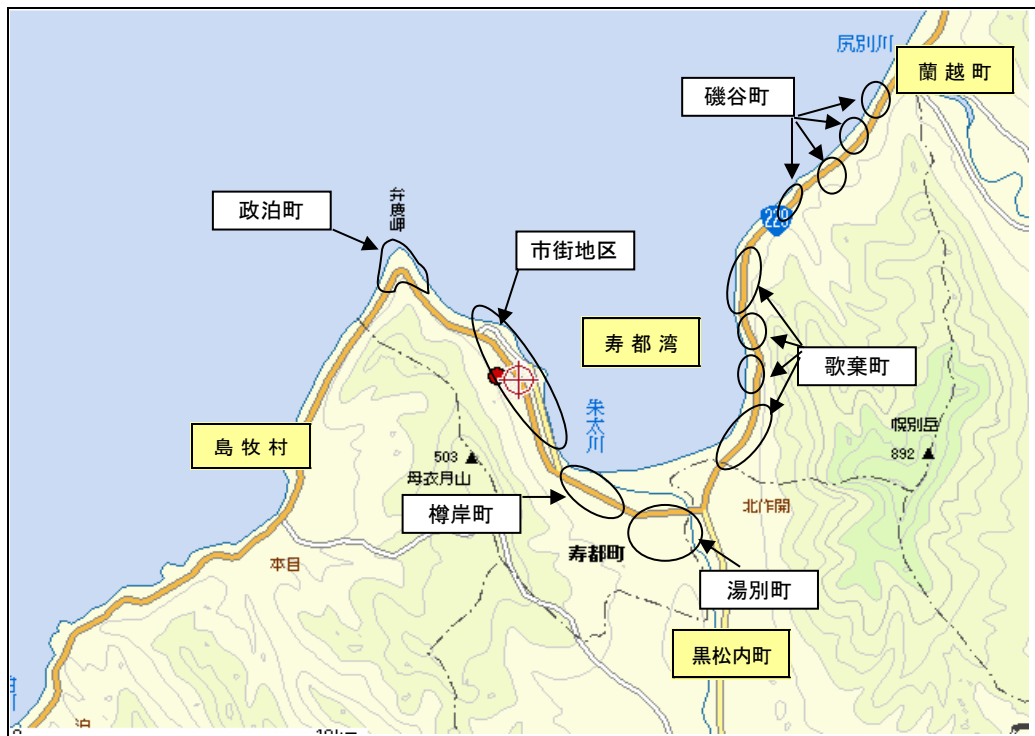 尻別川
蘭越町
磯谷町
政泊町
弁慶岬
市街地区
229
寿都湾
歌棄町
朱太川
幌別岳
892
島牧村
503
母衣月山
樽岸町
北作開
寿都町
本目
湯別町
黒松内町
泊